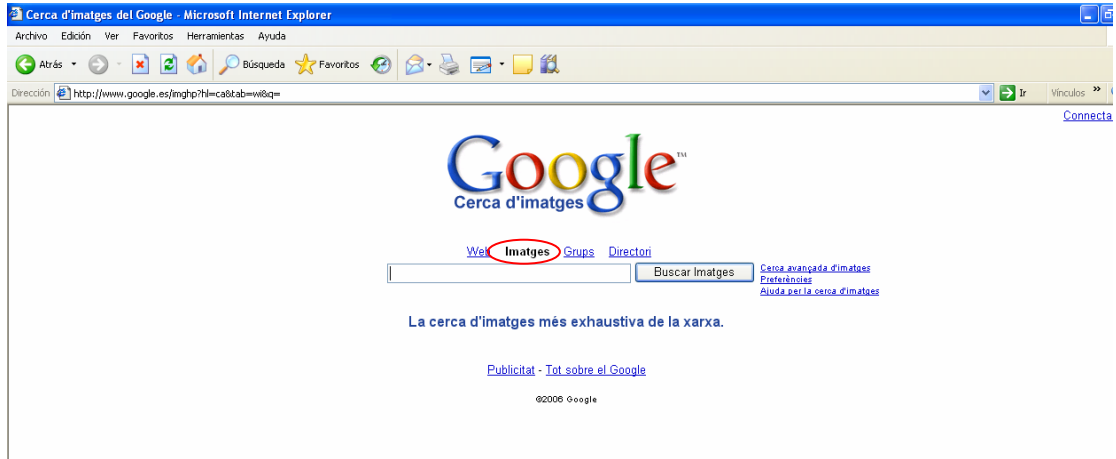 Cerca d'imatges del Google - Microsoft Internet Explorer
Archivo Edición Ver Favoritos Herramientas Ayuda
Atrás Búsqueda Favoritos
Dirección http://www.google.es/imghp?hl=ca&tab=wi&q= Ir Vínculos »
Connecta
Google™
Cerca d'imatges
Web Imatges Grups Directori
Buscar Imatges
Cerca avançada d'imatges
Preferències
Ajuda per la cerca d'imatges
La cerca d'imatges més exhaustiva de la xarxa.
Publicitat - Tot sobre el Google
©2006 Google